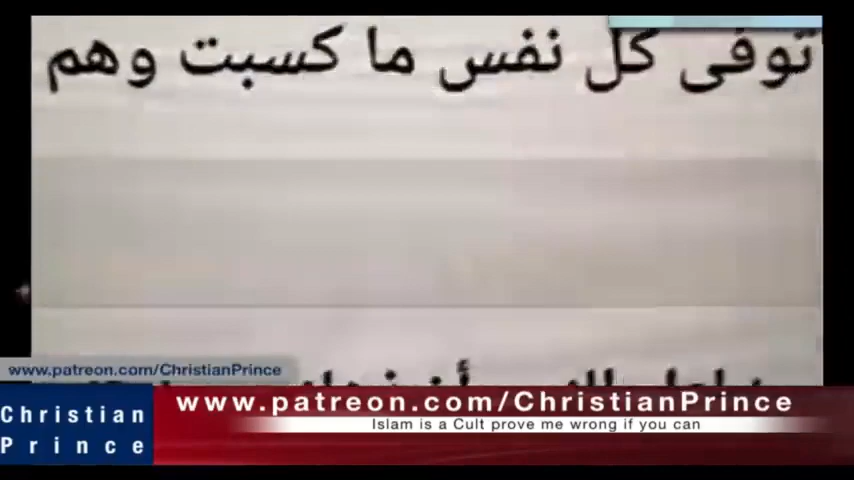 توفى كل نفس ما كسبت وهم
www.patreon.com/ChristianPrince
www.patreon.com/ChristianPrince
Islam is a Cult prove me wrong if you can
Christian
Prince